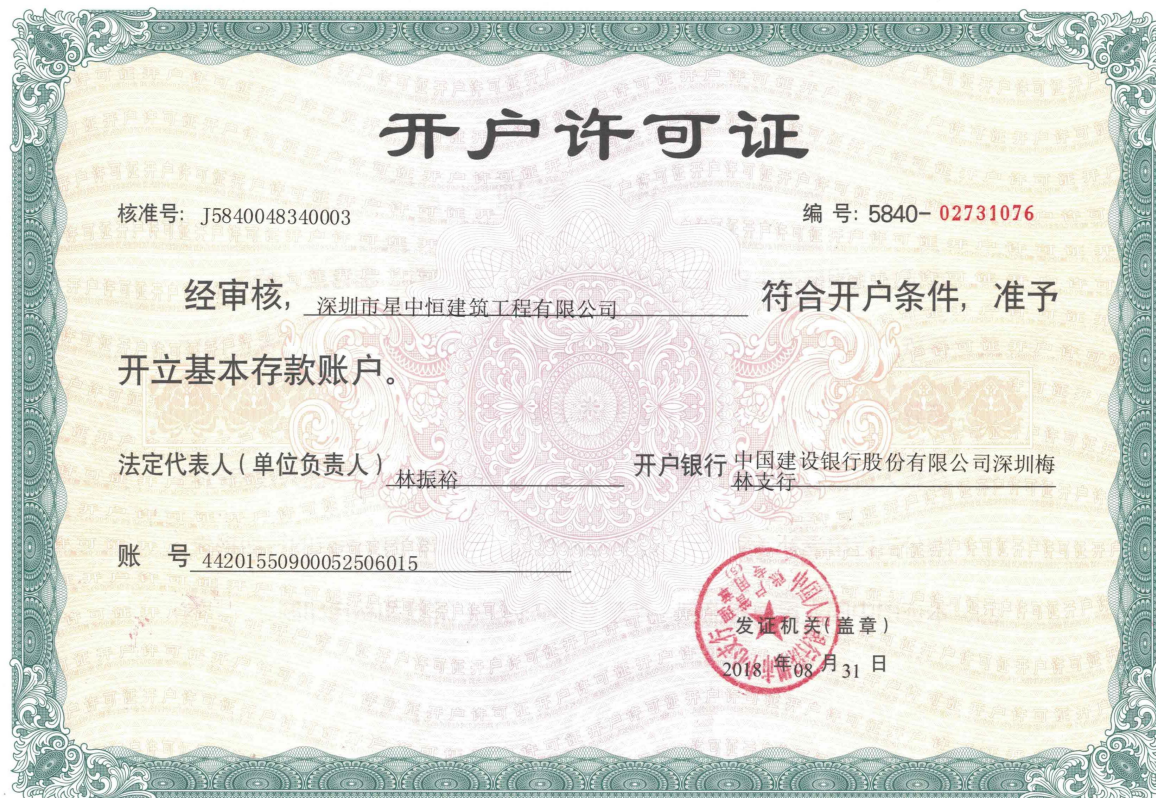 开户许可证
核准号: J5840048340003
编 号: 5840- 02731076
经审核, 深圳市星中恒建筑工程有限公司 符合开户条件, 准予
开立基本存款账户。
法定代表人(单位负责人) 林振裕
开户银行 中国建设银行股份有限公司深圳梅
林支行
账 号 44201550900052506015
发证机关(盖章)
2018 年 08 月 31 日